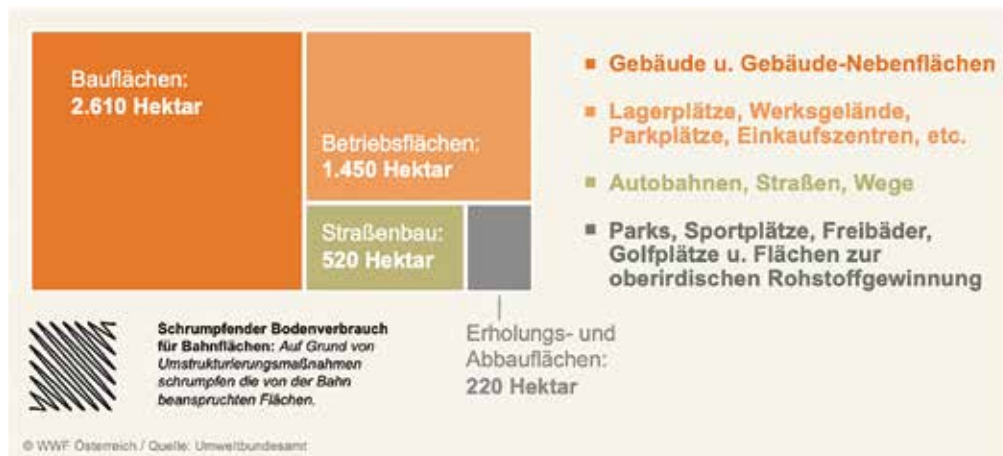 Bauflächen:
2.610 Hektar
Betriebsflächen:
1.450 Hektar
Straßenbau:
520 Hektar
Erholungs- und
Abbauflächen:
220 Hektar
Gebäude u. Gebäude-Nebenflächen
Lagerplätze, Werksgelände,
Parkplätze, Einkaufszentren, etc.
Autobahnen, Straßen, Wege
Parks, Sportplätze, Freibäder,
Golfplätze u. Flächen zur
oberirdischen Rohstoffgewinnung
Schrumpfender Bodenverbrauch
für Bahnflächen: Auf Grund von
Umstrukturierungsmaßnahmen
schrumpfen die von der Bahn
beanspruchten Flächen.
© WWF Österreich / Quelle: Umweltbundesamt